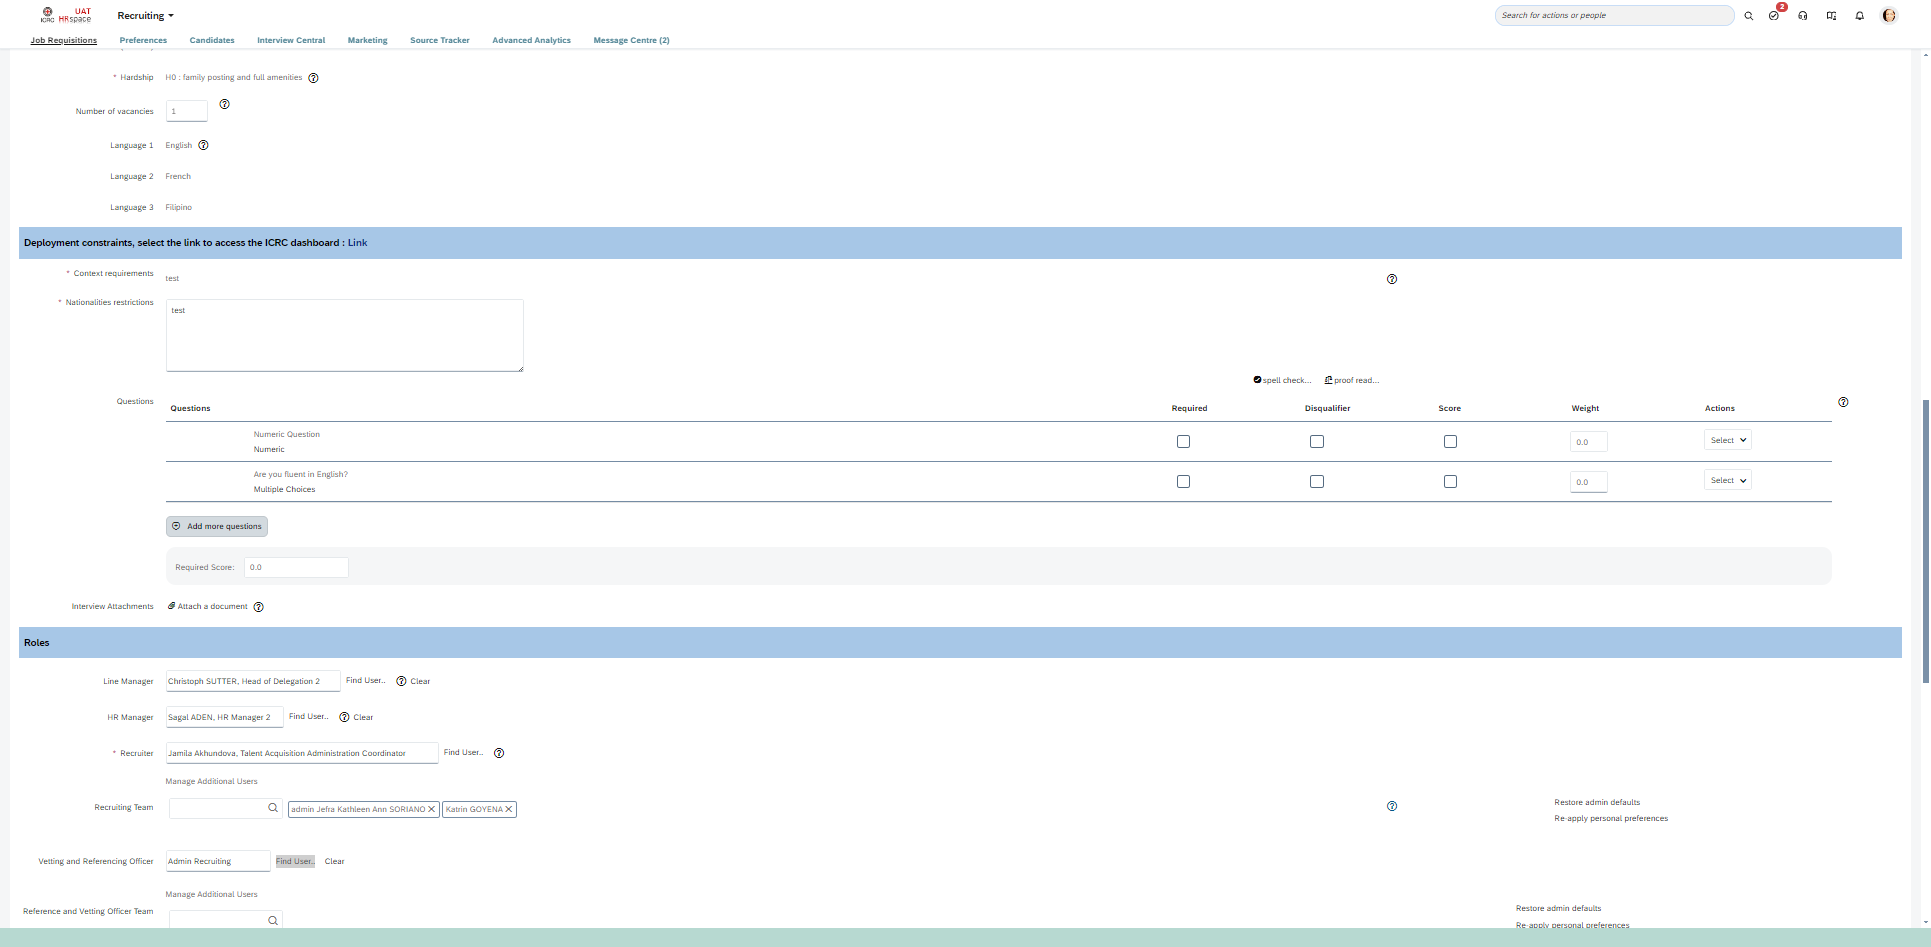 ICRC UAT HRspace
Recruiting
Search for actions or people
2
Job Requisitions Preferences Candidates Interview Central Marketing Source Tracker Advanced Analytics Message Centre (2)
* Hardship H0 : family posting and full amenities
Number of vacancies 1
Language 1 English
Language 2 French
Language 3 Filipino
Deployment constraints, select the link to access the ICRC dashboard : Link
* Context requirements test
* Nationalities restrictions test
spell check... proof read...
Questions Questions Required Disqualifier Score Weight Actions
Numeric Question
Numeric 0.0 Select
Are you fluent in English?
Multiple Choices 0.0 Select
Add more questions
Required Score: 0.0
Interview Attachments Attach a document
Roles
Line Manager Christoph SUTTER, Head of Delegation 2 Find User.. Clear
HR Manager Sagal ADEN, HR Manager 2 Find User.. Clear
* Recruiter Jamila Akhundova, Talent Acquisition Administration Coordinator Find User..
Manage Additional Users
Recruiting Team admin Jefra Kathleen Ann SORIANO Katrin GOYENA Restore admin defaults
Re-apply personal preferences
Vetting and Referencing Officer Admin Recruiting Find User.. Clear
Manage Additional Users
Reference and Vetting Officer Team Restore admin defaults
Re-apply personal preferences